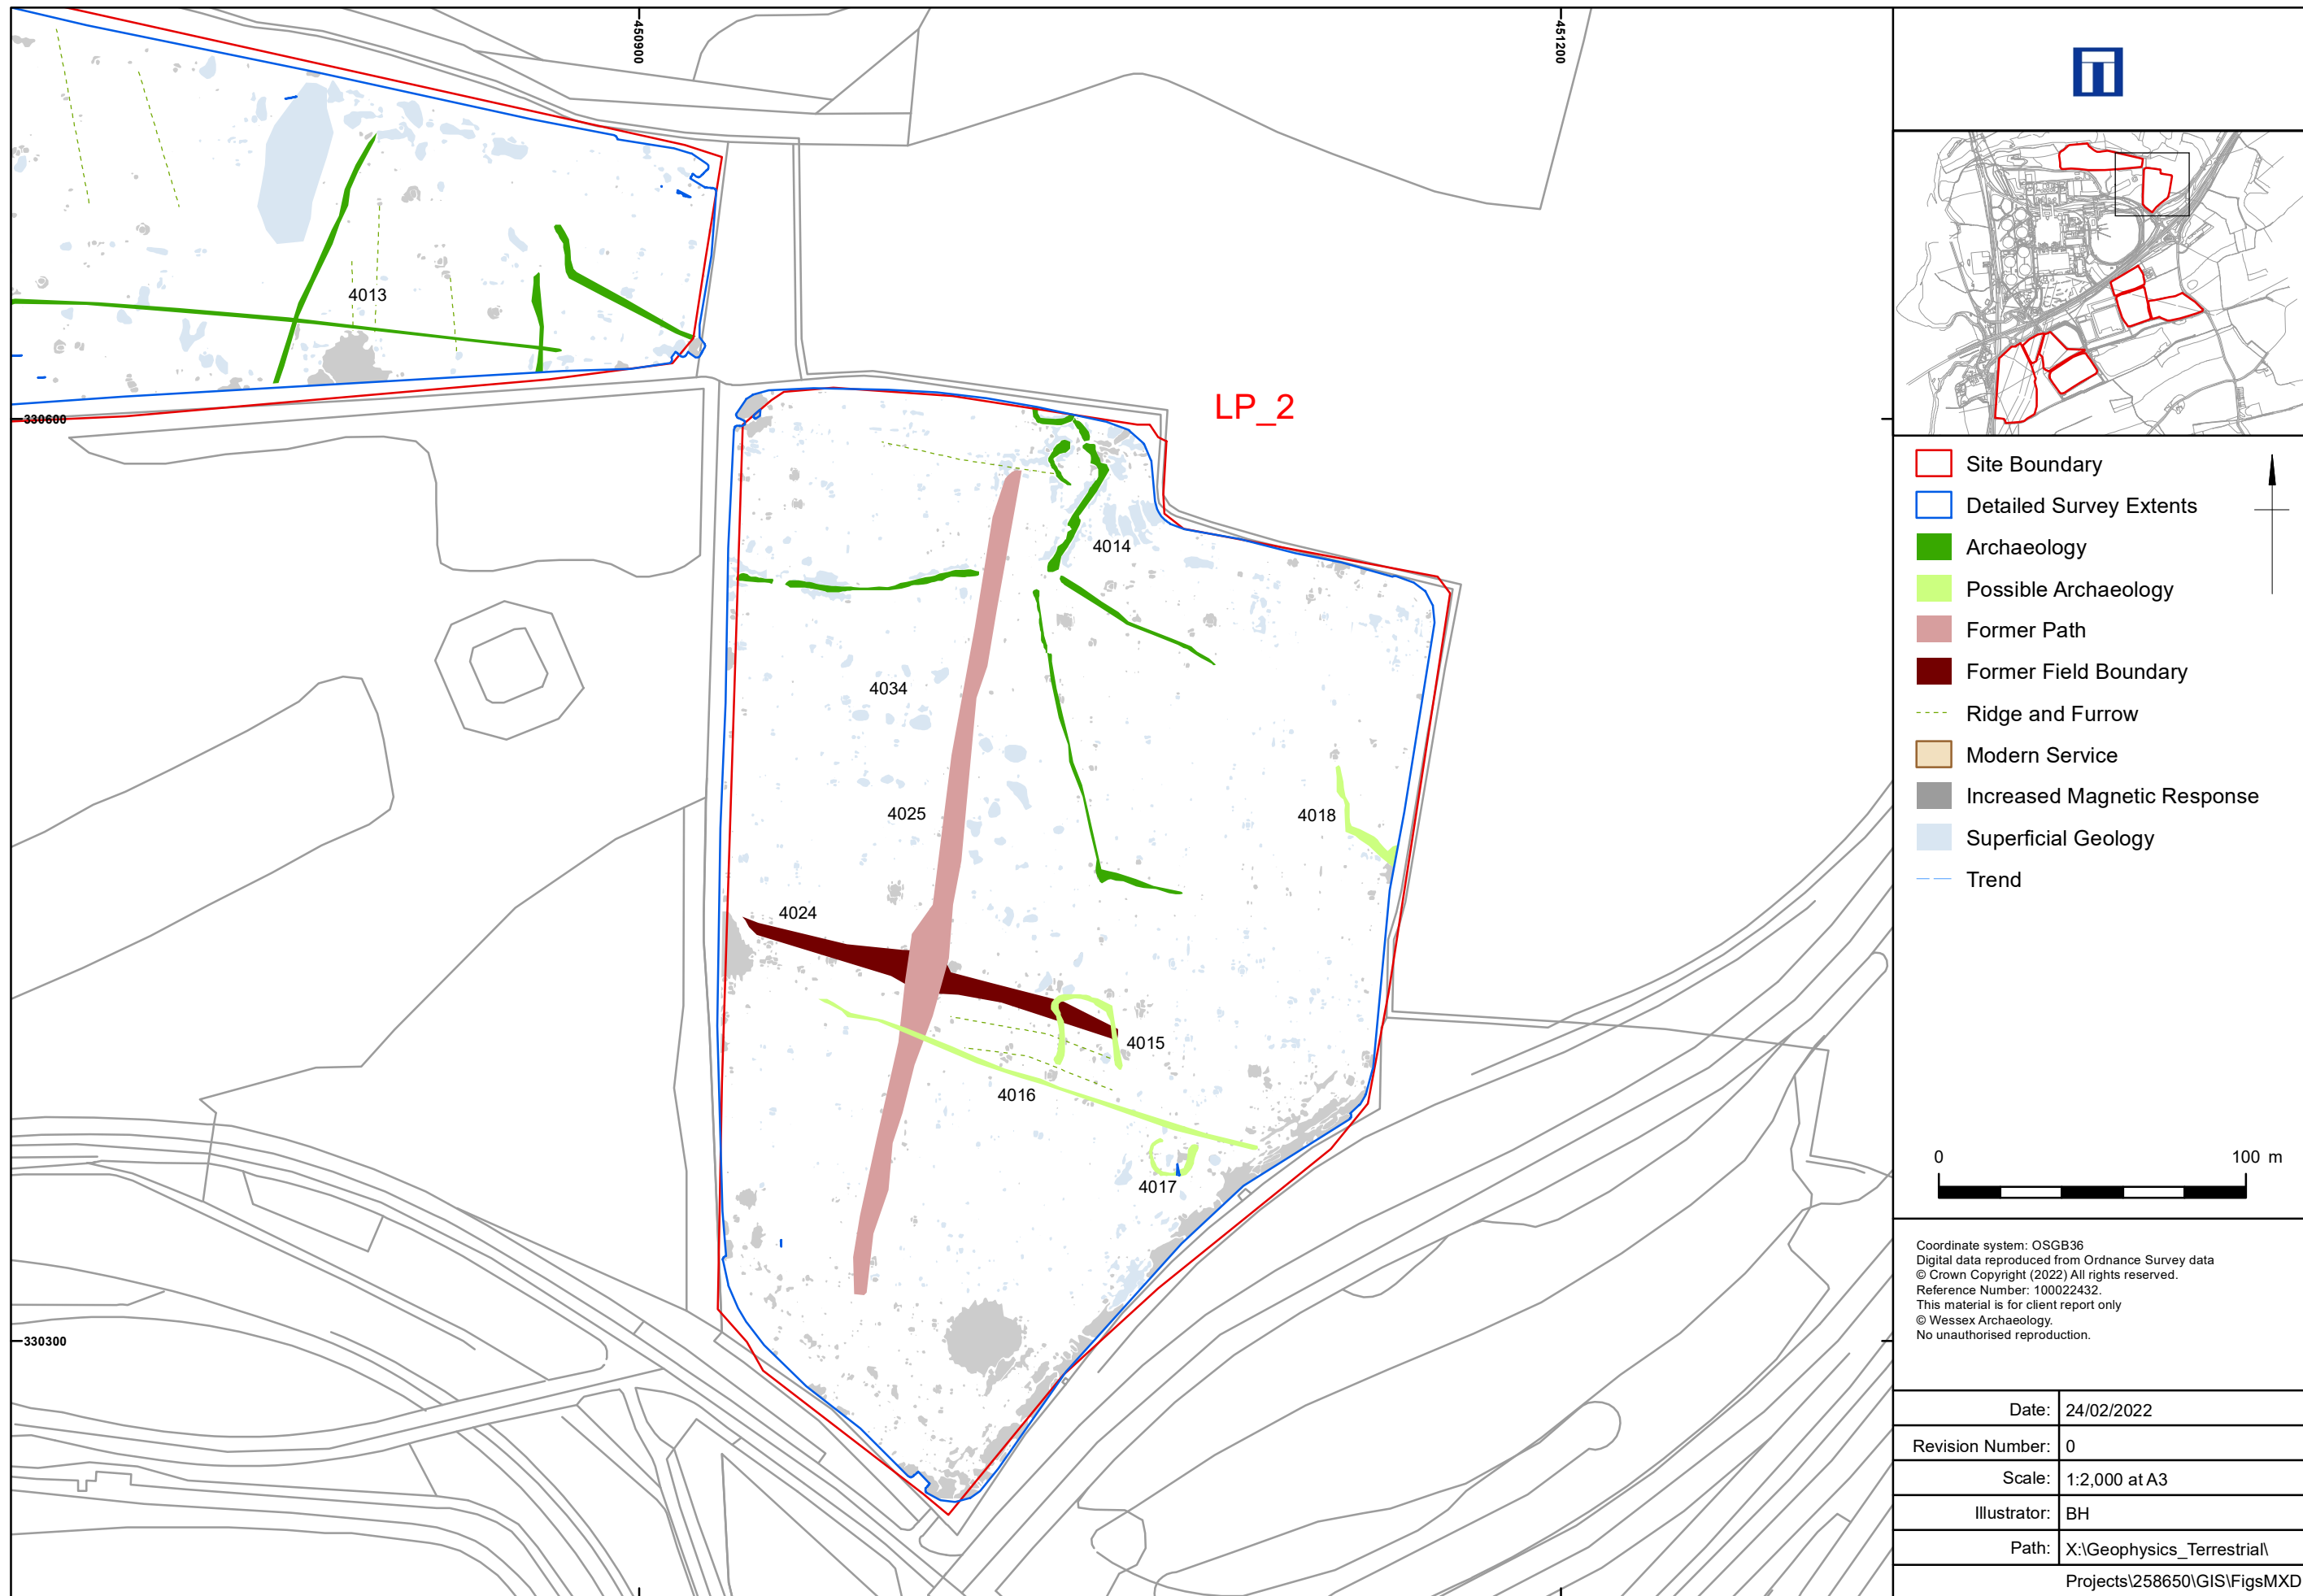 450900
451200
4013
330600
LP_2
4014
4034
4025
4018
4024
4015
4016
4017
330300
Site Boundary
Detailed Survey Extents
Archaeology
Possible Archaeology
Former Path
Former Field Boundary
Ridge and Furrow
Modern Service
Increased Magnetic Response
Superficial Geology
Trend
0 100 m
Coordinate system: OSGB36
Digital data reproduced from Ordnance Survey data
© Crown Copyright (2022) All rights reserved.
Reference Number: 100022432.
This material is for client report only
© Wessex Archaeology.
No unauthorised reproduction.
Date: 24/02/2022
Revision Number: 0
Scale: 1:2,000 at A3
Illustrator: BH
Path: X:\Geophysics_Terrestrial\
Projects\258650\GIS\FigsMXD